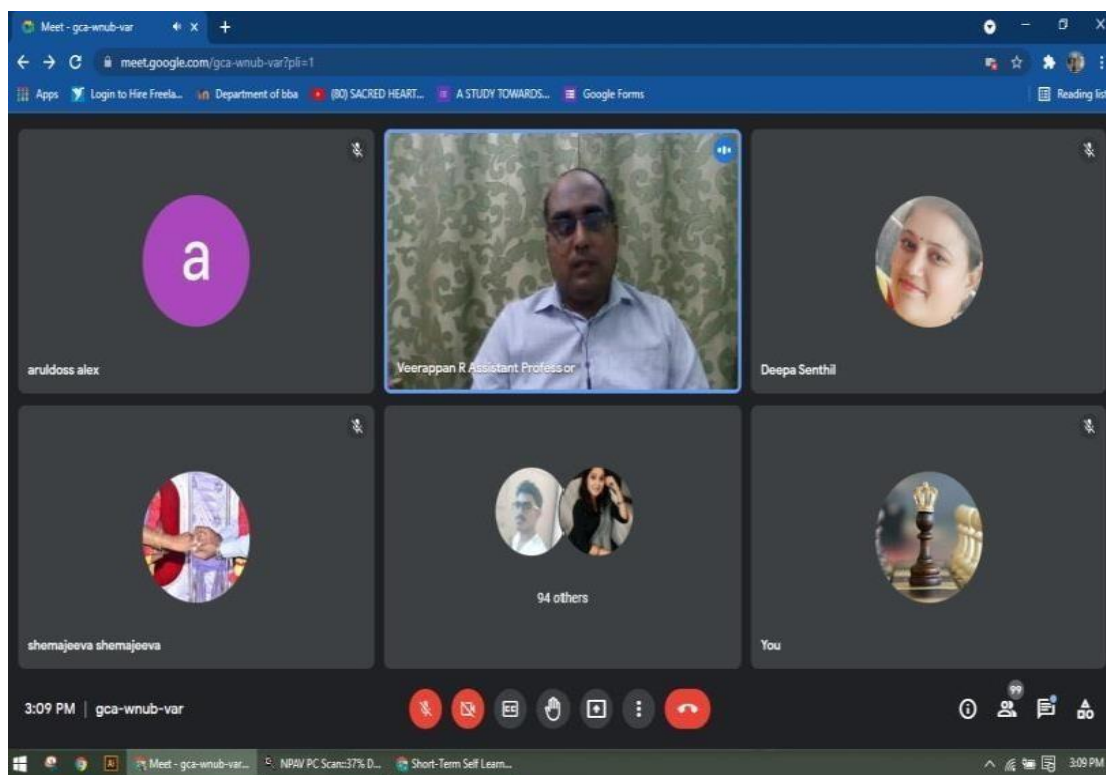 Meet - gca-wnub-var
meet.google.com/gca-wnub-var?pli=1
Apps Login to Hire Freela... Department of bba (80) SACRED HEART... A STUDY TOWARDS... Google Forms Reading list
a
aruldoss alex
Veerappan R Assistant Professor
Deepa Senthil
shemajeeva shemajeeva
94 others
You
3:09 PM | gca-wnub-var
CC
99
Ai Meet - gca-wnub-var... NPAV PC Scan::37% D... Short-Term Self Learn... 3:09 PM